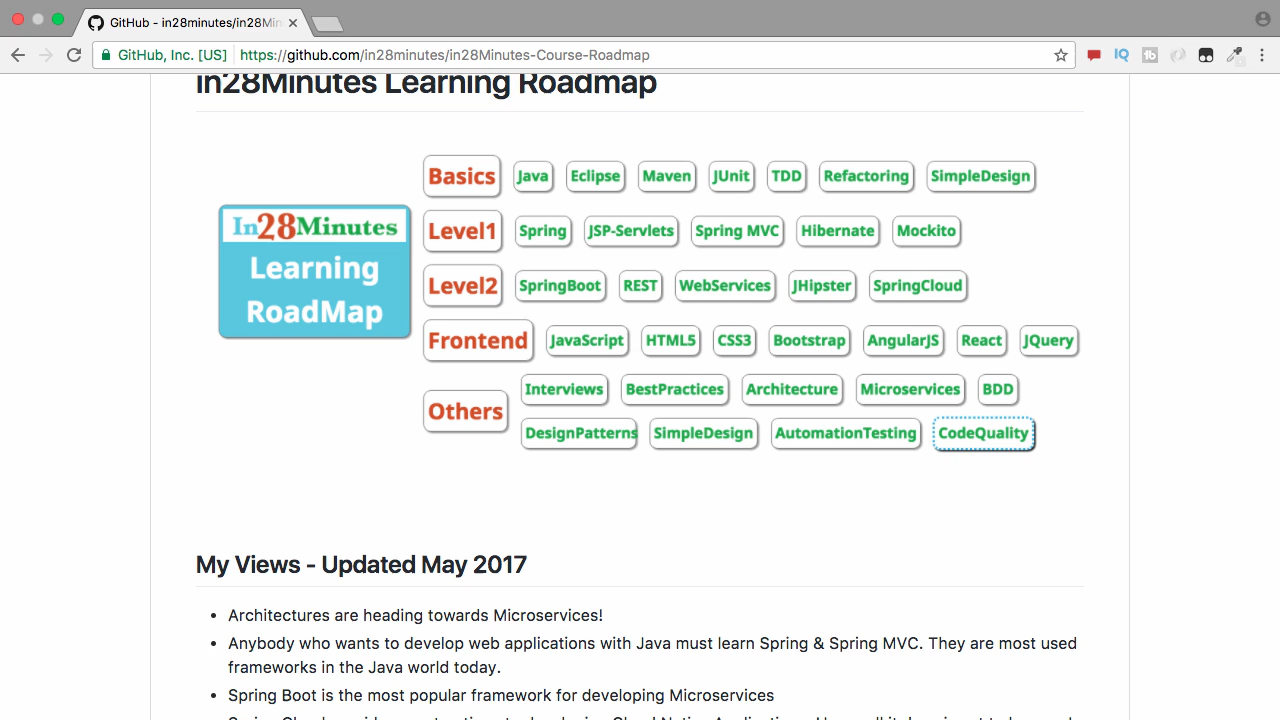 GitHub - in28minutes/in28Min
GitHub, Inc. [US] https://github.com/in28minutes/in28Minutes-Course-Roadmap
in28Minutes Learning Roadmap
Basics Java Eclipse Maven JUnit TDD Refactoring SimpleDesign
In28Minutes
Learning
RoadMap
Level1 Spring JSP-Servlets Spring MVC Hibernate Mockito
Level2 SpringBoot REST WebServices JHipster SpringCloud
Frontend JavaScript HTML5 CSS3 Bootstrap AngularJS React JQuery
Others Interviews BestPractices Architecture Microservices BDD
DesignPatterns SimpleDesign AutomationTesting CodeQuality
My Views - Updated May 2017
• Architectures are heading towards Microservices!
• Anybody who wants to develop web applications with Java must learn Spring & Spring MVC. They are most used
frameworks in the Java world today.
• Spring Boot is the most popular framework for developing Microservices